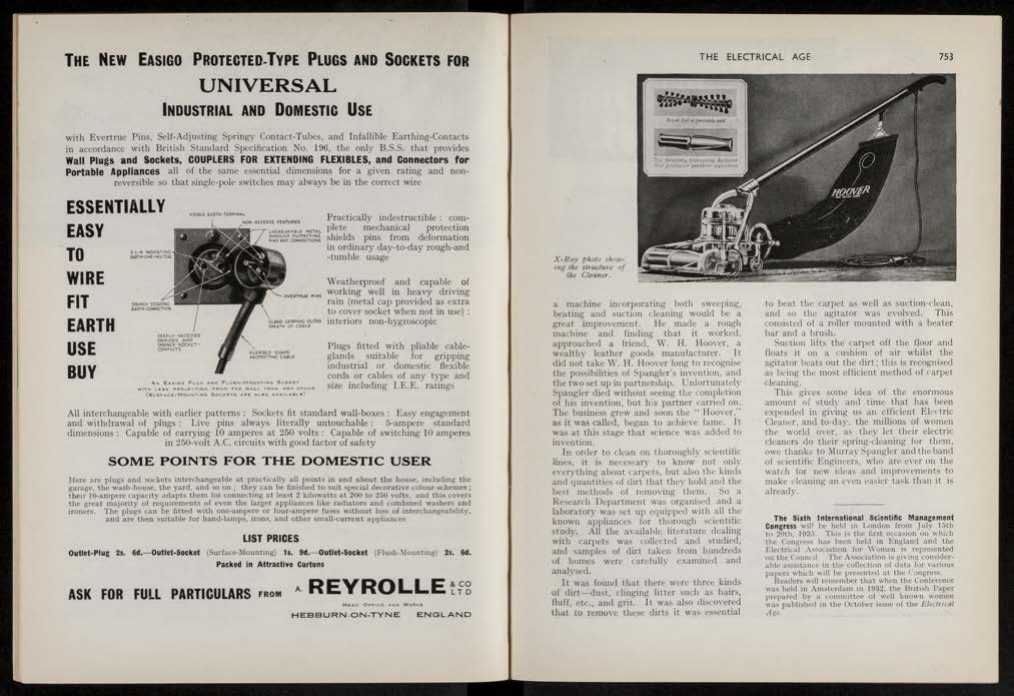 THE NEW EASIGO PROTECTED-TYPE PLUGS AND SOCKETS FOR
UNIVERSAL
INDUSTRIAL AND DOMESTIC USE
with Evertrue Pins, Self-Adjusting Springy Contact-Tubes, and Infallible Earthing-Contacts
in accordance with British Standard Specification No. 196, the only B.S.S. that provides
Wall Plugs and Sockets, COUPLERS FOR EXTENDING FLEXIBLES, and Connectors for
Portable Appliances all of the same essential dimensions for a given rating and non-
reversible so that single-pole switches may always be in the correct wire
ESSENTIALLY
EASY
TO
WIRE
FIT
EARTH
USE
BUY
VISIBLE EARTH-TERMINAL
NON-REVERSE FEATURES
UNBREAKABLE METAL
SHROUDS PROTECTING
PINS AND CONNECTIONS
EVERTRUE PINS
CLAMP GRIPPING OUTER
SHEATH OF CABLE
FLEXIBLE GUARD
PROTECTING CABLE
AN EASIGO PLUG AND FLUSH-MOUNTING SOCKET
WITH LESS PROJECTION FROM THE WALL THAN ANY OTHER
(SURFACE-MOUNTING SOCKETS ARE ALSO AVAILABLE)
Practically indestructible : com-
plete mechanical protection
shields pins from deformation
in ordinary day-to-day rough-and
-tumble usage
Weatherproof and capable of
working well in heavy driving
rain (metal cap provided as extra
to cover socket when not in use) :
interiors non-hygroscopic
Plugs fitted with pliable cable-
glands suitable for gripping
industrial or domestic flexible
cords or cables of any type and
size including I.E.E. ratings
All interchangeable with earlier patterns : Sockets fit standard wall-boxes : Easy engagement
and withdrawal of plugs : Live pins always literally untouchable : 5-ampere standard
dimensions : Capable of carrying 10 amperes at 250 volts : Capable of switching 10 amperes
in 250-volt A.C. circuits with good factor of safety
SOME POINTS FOR THE DOMESTIC USER
Here are plugs and sockets interchangeable at practically all points in and about the house, including the
garage, the wash-house, the yard, and so on ; they can be finished to suit special decorative colour-schemes ;
their 10-ampere capacity adapts them for connecting at least 2 kilowatts at 200 to 250 volts, and this covers
the great majority of requirements of even the larger appliances like radiators and combined washers and
ironers. The plugs can be fitted with one-ampere or four-ampere fuses without loss of interchangeability,
and are then suitable for hand-lamps, irons, and other small-current appliances
LIST PRICES
Outlet-Plug 2s. 6d.—Outlet-Socket (Surface-Mounting) 1s. 9d.—Outlet-Socket (Flush-Mounting) 2s. 6d.
Packed in Attractive Cartons
ASK FOR FULL PARTICULARS FROM A. REYROLLE & CO LTD
HEAD OFFICE AND WORKS
HEBBURN-ON-TYNE ENGLAND
THE ELECTRICAL AGE 753
HOOVER
X-Ray photo show-
ing the structure of
the Cleaner.
a machine incorporating both sweeping,
beating and suction cleaning would be a
great improvement. He made a rough
machine and finding that it worked,
approached a friend, W. H. Hoover, a
wealthy leather goods manufacturer. It
did not take W. H. Hoover long to recognise
the possibilities of Spangler's invention, and
the two set up in partnership. Unfortunately
Spangler died without seeing the completion
of his invention, but his partner carried on.
The business grew and soon the “ Hoover,”
as it was called, began to achieve fame. It
was at this stage that science was added to
invention.
In order to clean on thoroughly scientific
lines, it is necessary to know not only
everything about carpets, but also the kinds
and quantities of dirt that they hold and the
best methods of removing them. So a
Research Department was organised and a
laboratory was set up equipped with all the
known appliances for thorough scientific
study. All the available literature dealing
with carpets was collected and studied,
and samples of dirt taken from hundreds
of homes were carefully examined and
analysed.
It was found that there were three kinds
of dirt—dust, clinging litter such as hairs,
fluff, etc., and grit. It was also discovered
that to remove these dirts it was essential
to beat the carpet as well as suction-clean,
and so the agitator was evolved. This
consisted of a roller mounted with a beater
bar and a brush.
Suction lifts the carpet off the floor and
floats it on a cushion of air whilst the
agitator beats out the dirt; this is recognised
as being the most efficient method of carpet
cleaning.
This gives some idea of the enormous
amount of study and time that has been
expended in giving us an efficient Electric
Cleaner, and to-day, the millions of women
the world over, as they let their electric
cleaners do their spring-cleaning for them,
owe thanks to Murray Spangler and the band
of scientific Engineers, who are ever on the
watch for new ideas and improvements to
make cleaning an even easier task than it is
already.
The Sixth International Scientific Management
Congress will be held in London from July 15th
to 20th, 1935. This is the first occasion on which
the Congress has been held in England and the
Electrical Association for Women is represented
on the Council. The Association is giving consider-
able assistance in the collection of data for various
papers which will be presented at the Congress.
Readers will remember that when the Conference
was held in Amsterdam in 1932, the British Paper
prepared by a committee of well known women
was published in the October issue of the Electrical
Age.